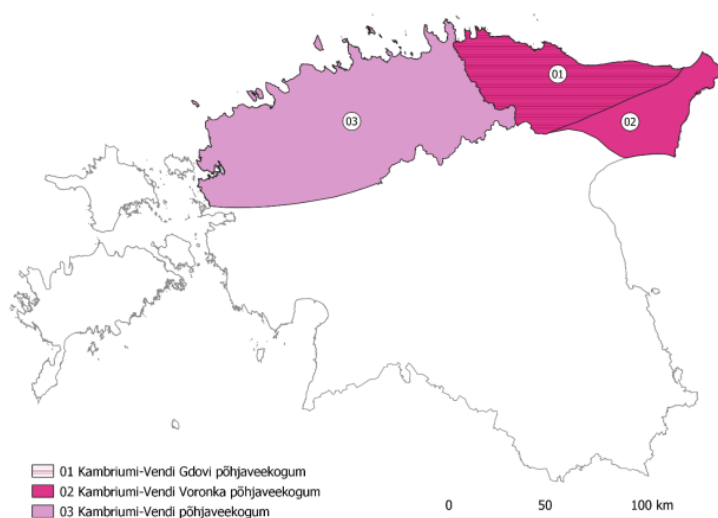 01
02
03
01 Kambriumi-Vendi Gdovi põhjaveekogum
02 Kambriumi-Vendi Voronka põhjaveekogum
03 Kambriumi-Vendi põhjaveekogum
0 50 100 km